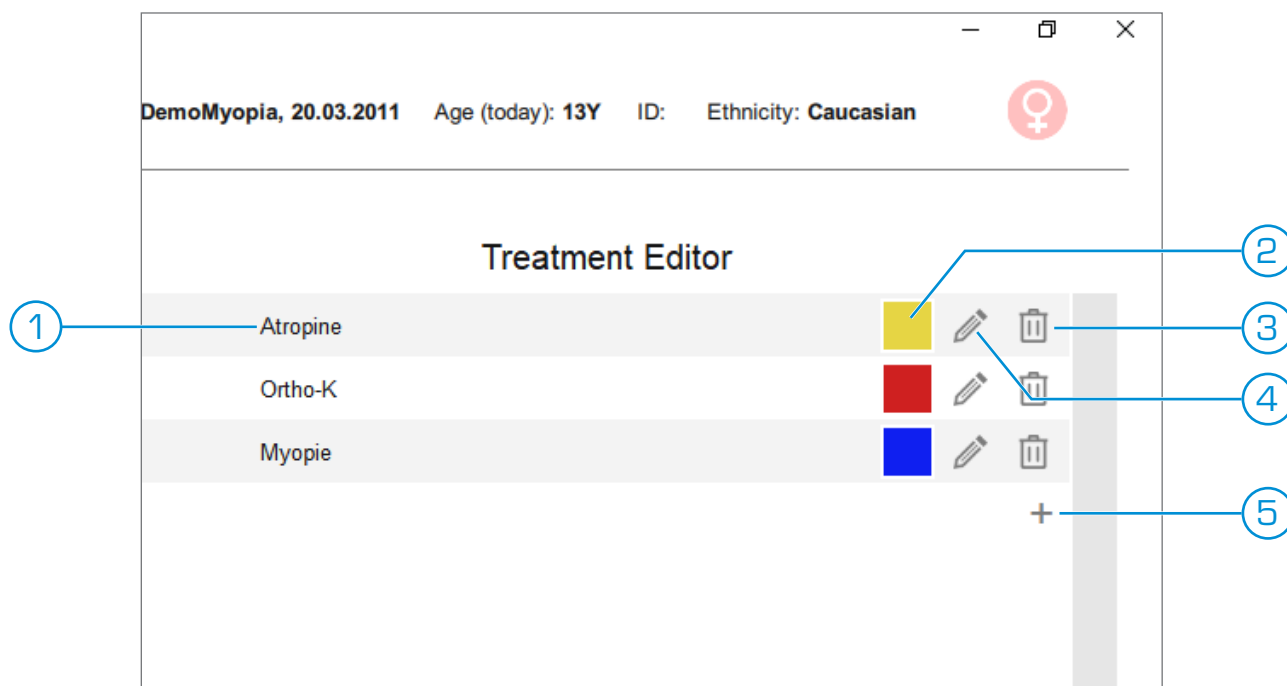 DemoMyopia, 20.03.2011 Age (today): 13Y ID: Ethnicity: Caucasian
Treatment Editor
2
1 Atropine 3
Ortho-K 4
Myopie
+ 5